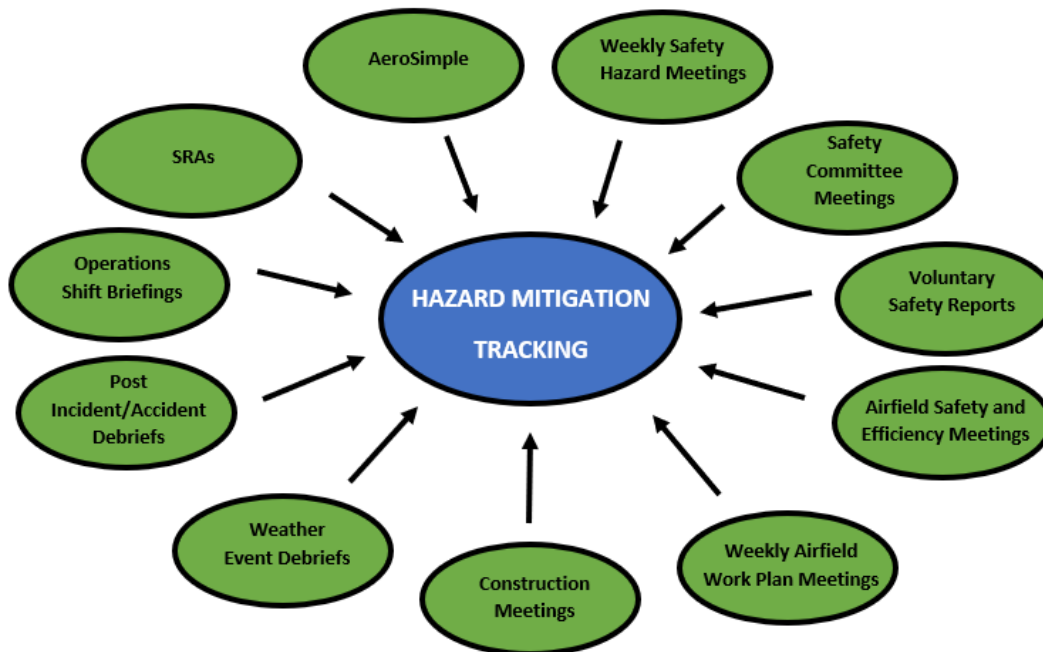 AeroSimple
Weekly Safety
Hazard Meetings
SRAs
Safety
Committee
Meetings
Operations
Shift Briefings
HAZARD MITIGATION
TRACKING
Voluntary
Safety Reports
Post
Incident/Accident
Debriefs
Airfield Safety and
Efficiency Meetings
Weather
Event Debriefs
Construction
Meetings
Weekly Airfield
Work Plan Meetings